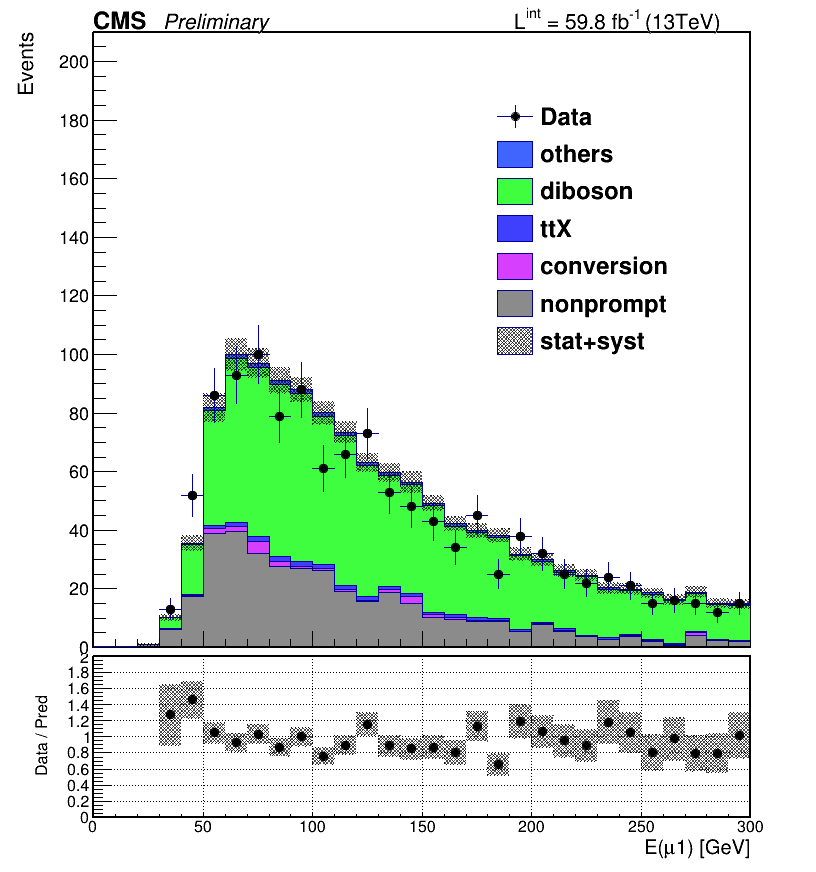 CMS Preliminary L^int = 59.8 fb⁻¹ (13TeV)
Events
200
180
160
140
120
100
80
60
40
20
0
Data
others
diboson
ttX
conversion
nonprompt
stat+syst
Data / Pred
2
1.8
1.6
1.4
1.2
1
0.8
0.6
0.4
0.2
0
0 50 100 150 200 250 300
E(μ1) [GeV]